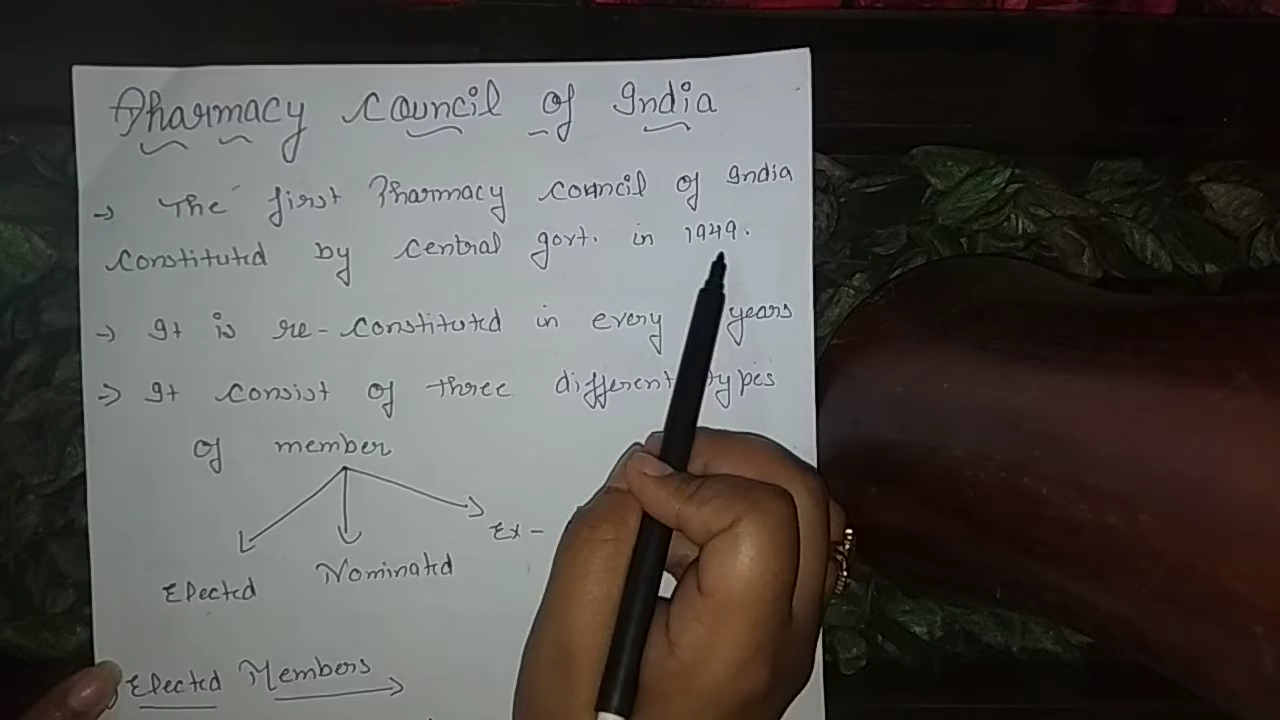 Pharmacy Council of India
→ The first Pharmacy council of India
constituted by central govt. in 1949.
→ It is re-constituted in every years
→ It consist of three different types
of member
Ex-
Elected Nominated
Elected Members